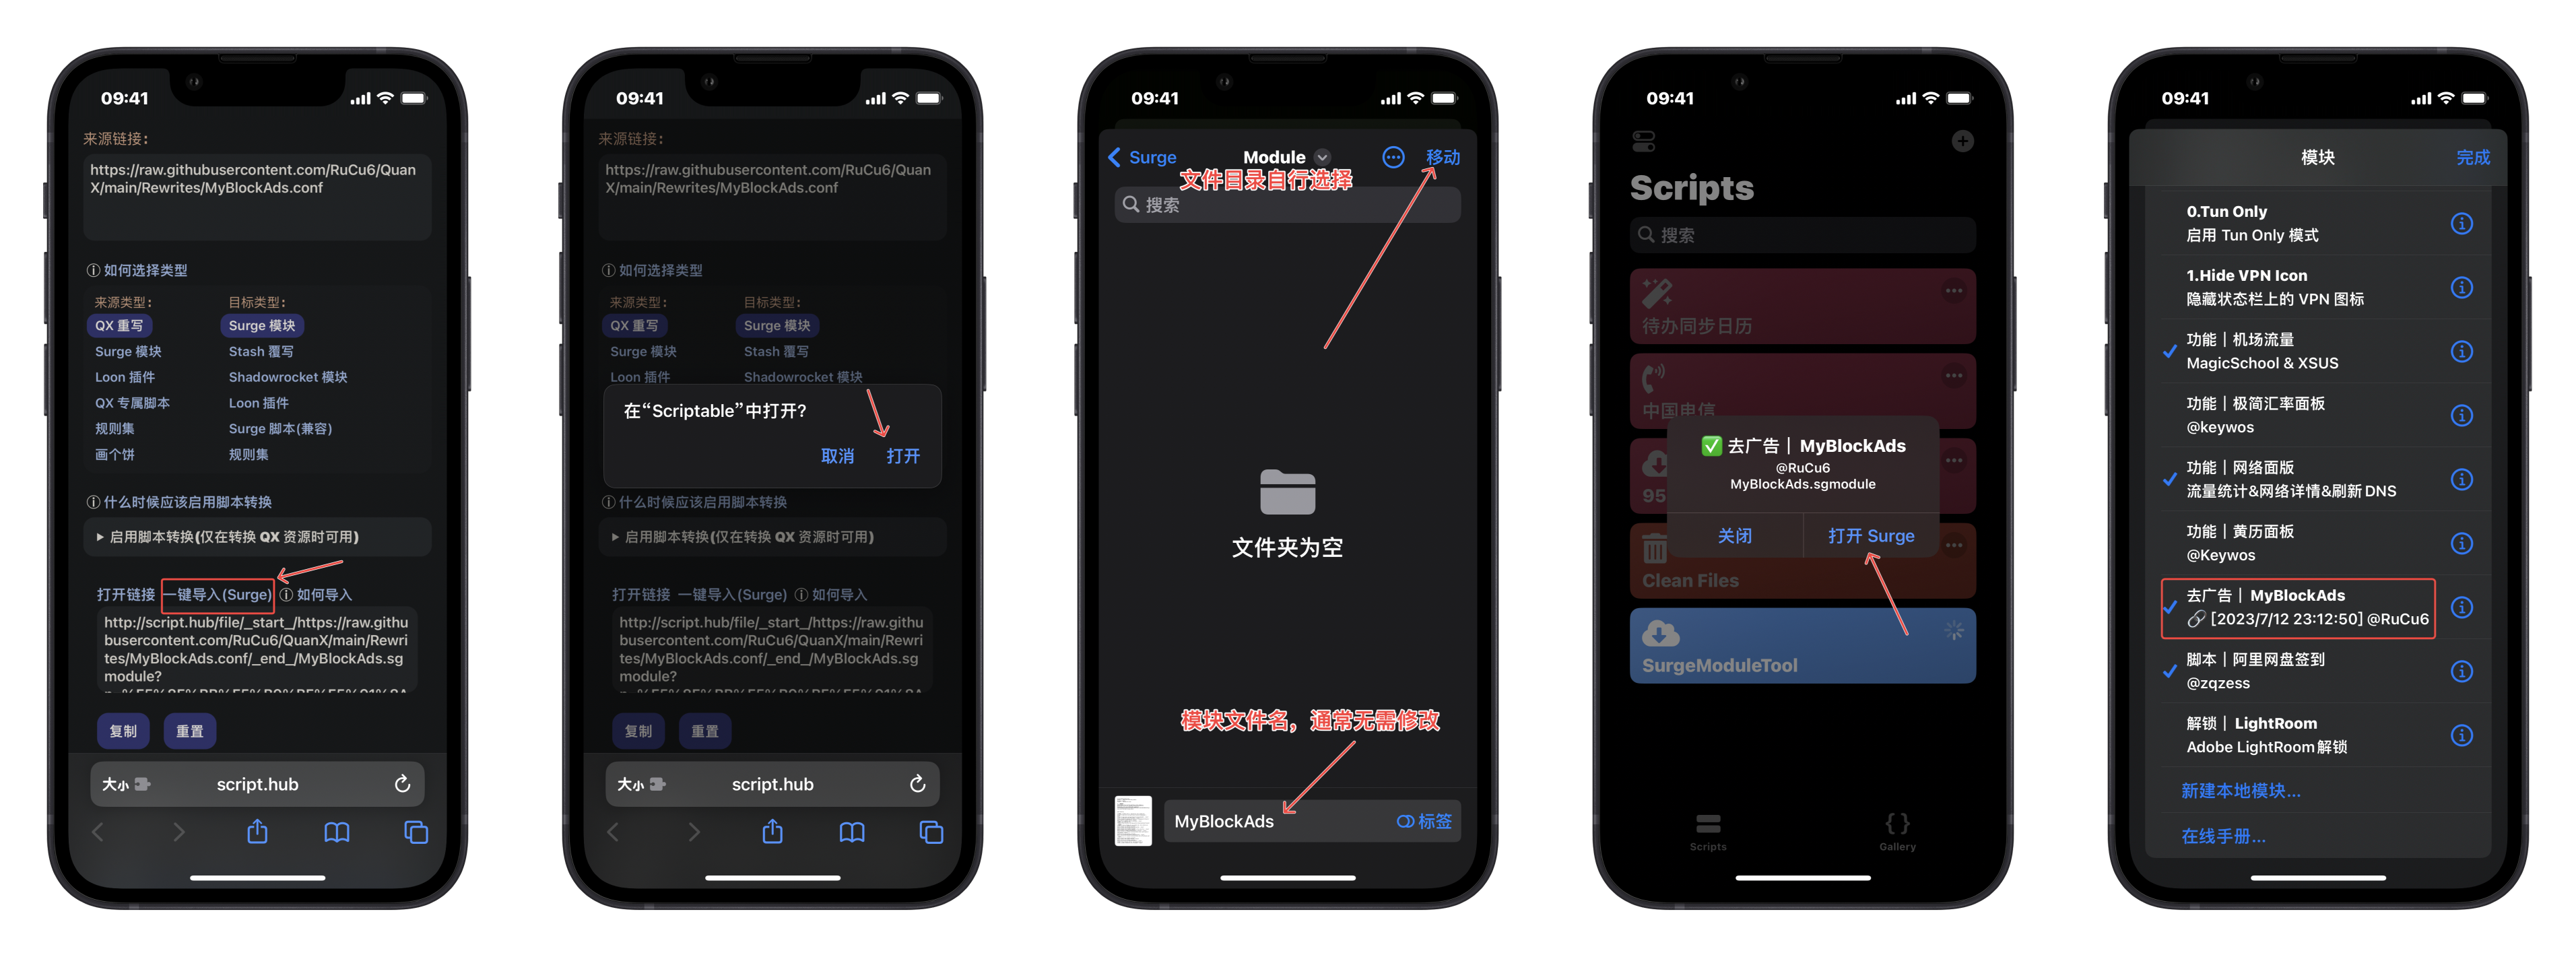 09:41
来源链接:
https://raw.githubusercontent.com/RuCu6/Quan
X/main/Rewrites/MyBlockAds.conf
ⓘ 如何选择类型
来源类型:
目标类型:
QX 重写
Surge 模块
Surge 模块
Stash 覆写
Loon 插件
Shadowrocket 模块
QX 专属脚本
Loon 插件
规则集
Surge 脚本(兼容)
画个饼
规则集
ⓘ 什么时候应该启用脚本转换
▸ 启用脚本转换(仅在转换 QX 资源时可用)
打开链接 一键导入(Surge) ⓘ 如何导入
http://script.hub/file/_start_/https://raw.githu
busercontent.com/RuCu6/QuanX/main/Rewri
tes/MyBlockAds.conf/_end_/MyBlockAds.sg
module?
复制
重置
大小
script.hub
09:41
来源链接:
https://raw.githubusercontent.com/RuCu6/Quan
X/main/Rewrites/MyBlockAds.conf
ⓘ 如何选择类型
来源类型:
目标类型:
QX 重写
Surge 模块
Surge 模块
Stash 覆写
Loon 插件
Shadowrocket 模块
在“Scriptable”中打开?
取消
打开
ⓘ 什么时候应该启用脚本转换
▸ 启用脚本转换(仅在转换 QX 资源时可用)
打开链接 一键导入(Surge) ⓘ 如何导入
http://script.hub/file/_start_/https://raw.githu
busercontent.com/RuCu6/QuanX/main/Rewri
tes/MyBlockAds.conf/_end_/MyBlockAds.sg
module?
复制
重置
大小
script.hub
09:41
Surge
Module
移动
文件目录自行选择
搜索
文件夹为空
模块文件名，通常无需修改
MyBlockAds
标签
09:41
Scripts
搜索
待办同步日历
中国电信
95
✅ 去广告｜MyBlockAds
@RuCu6
MyBlockAds.sgmodule
关闭
打开 Surge
Clean Files
SurgeModuleTool
Scripts
Gallery
09:41
模块
完成
0.Tun Only
启用 Tun Only 模式
1.Hide VPN Icon
隐藏状态栏上的 VPN 图标
功能｜机场流量
MagicSchool & XSUS
功能｜极简汇率面板
@keywos
功能｜网络面版
流量统计&网络详情&刷新DNS
功能｜黄历面板
@Keywos
去广告｜MyBlockAds
🔗 [2023/7/12 23:12:50] @RuCu6
脚本｜阿里网盘签到
@zqzess
解锁｜LightRoom
Adobe LightRoom解锁
新建本地模块...
在线手册...